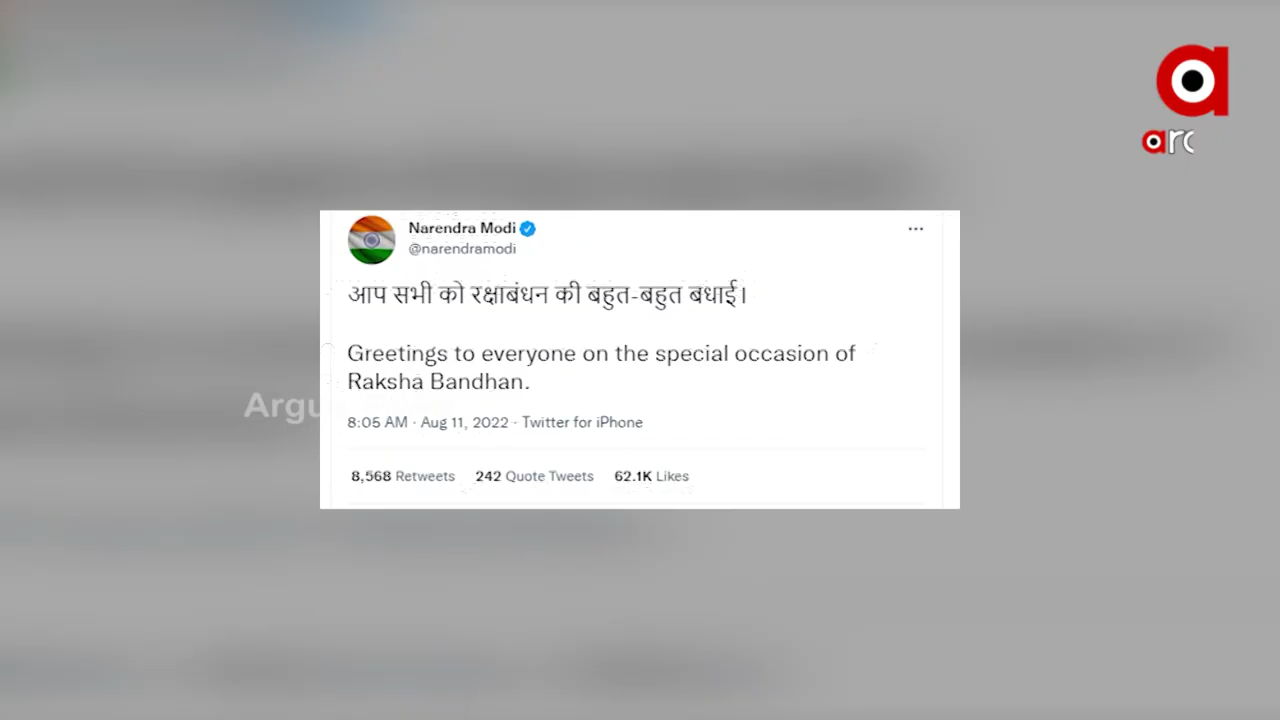 a
arc
Narendra Modi
@narendramodi
आप सभी को रक्षाबंधन की बहुत-बहुत बधाई।
Greetings to everyone on the special occasion of
Raksha Bandhan.
Argu
8:05 AM · Aug 11, 2022 · Twitter for iPhone
8,568 Retweets 242 Quote Tweets 62.1K Likes